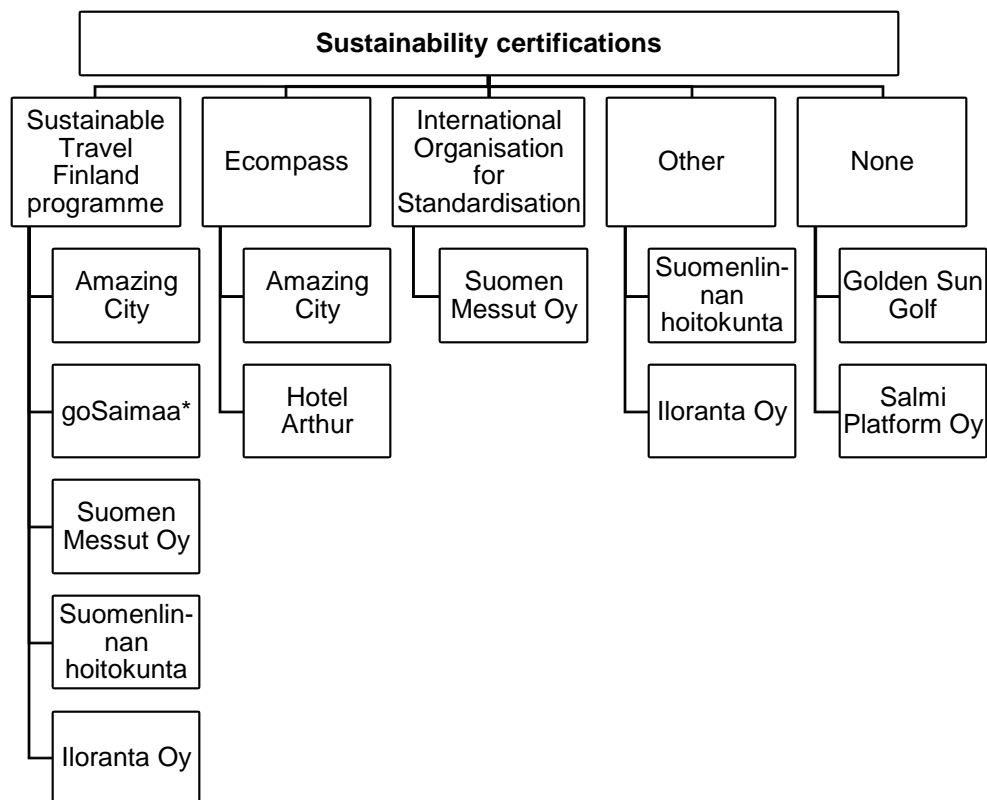 Sustainability certifications
Sustainable
Travel
Finland
programme
Amazing
City
goSaimaa*
Suomen
Messut Oy
Suomenlin-
nan
hoitokunta
Iloranta Oy
Ecompass
Amazing
City
Hotel
Arthur
International
Organisation
for
Standardisation
Suomen
Messut Oy
Other
Suomenlin-
nan
hoitokunta
Iloranta Oy
None
Golden Sun
Golf
Salmi
Platform Oy